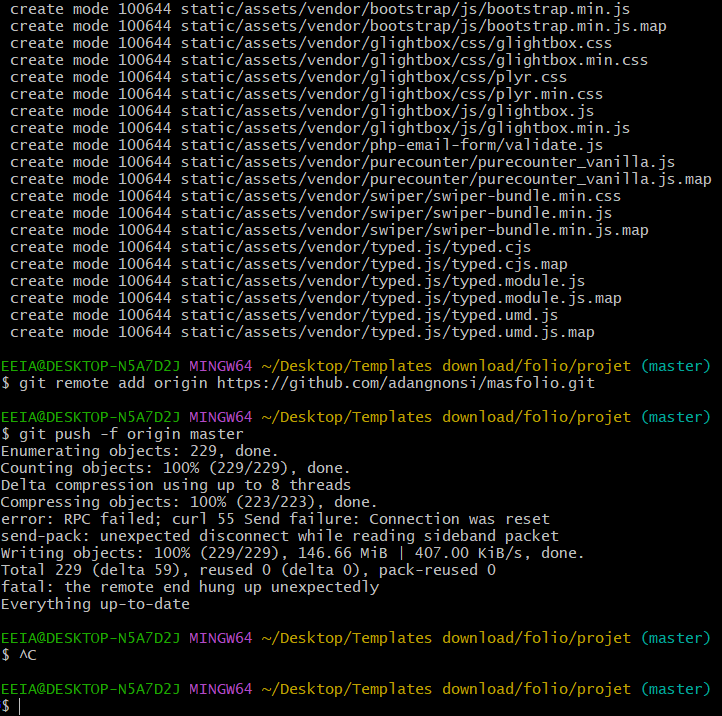 create mode 100644 static/assets/vendor/bootstrap/js/bootstrap.min.js
create mode 100644 static/assets/vendor/bootstrap/js/bootstrap.min.js.map
create mode 100644 static/assets/vendor/glightbox/css/glightbox.css
create mode 100644 static/assets/vendor/glightbox/css/glightbox.min.css
create mode 100644 static/assets/vendor/glightbox/css/plyr.css
create mode 100644 static/assets/vendor/glightbox/css/plyr.min.css
create mode 100644 static/assets/vendor/glightbox/js/glightbox.js
create mode 100644 static/assets/vendor/glightbox/js/glightbox.min.js
create mode 100644 static/assets/vendor/php-email-form/validate.js
create mode 100644 static/assets/vendor/purecounter/purecounter_vanilla.js
create mode 100644 static/assets/vendor/purecounter/purecounter_vanilla.js.map
create mode 100644 static/assets/vendor/swiper/swiper-bundle.min.css
create mode 100644 static/assets/vendor/swiper/swiper-bundle.min.js
create mode 100644 static/assets/vendor/swiper/swiper-bundle.min.js.map
create mode 100644 static/assets/vendor/typed.js/typed.cjs
create mode 100644 static/assets/vendor/typed.js/typed.cjs.map
create mode 100644 static/assets/vendor/typed.js/typed.module.js
create mode 100644 static/assets/vendor/typed.js/typed.module.js.map
create mode 100644 static/assets/vendor/typed.js/typed.umd.js
create mode 100644 static/assets/vendor/typed.js/typed.umd.js.map
EEIA@DESKTOP-N5A7D2J MINGW64 ~/Desktop/Templates download/folio/projet (master)
$ git remote add origin https://github.com/adangnonsi/masfolio.git
EEIA@DESKTOP-N5A7D2J MINGW64 ~/Desktop/Templates download/folio/projet (master)
$ git push -f origin master
Enumerating objects: 229, done.
Counting objects: 100% (229/229), done.
Delta compression using up to 8 threads
Compressing objects: 100% (223/223), done.
error: RPC failed; curl 55 Send failure: Connection was reset
send-pack: unexpected disconnect while reading sideband packet
Writing objects: 100% (229/229), 146.66 MiB | 407.00 KiB/s, done.
Total 229 (delta 59), reused 0 (delta 0), pack-reused 0
fatal: the remote end hung up unexpectedly
Everything up-to-date
EEIA@DESKTOP-N5A7D2J MINGW64 ~/Desktop/Templates download/folio/projet (master)
$ ^C
EEIA@DESKTOP-N5A7D2J MINGW64 ~/Desktop/Templates download/folio/projet (master)
$